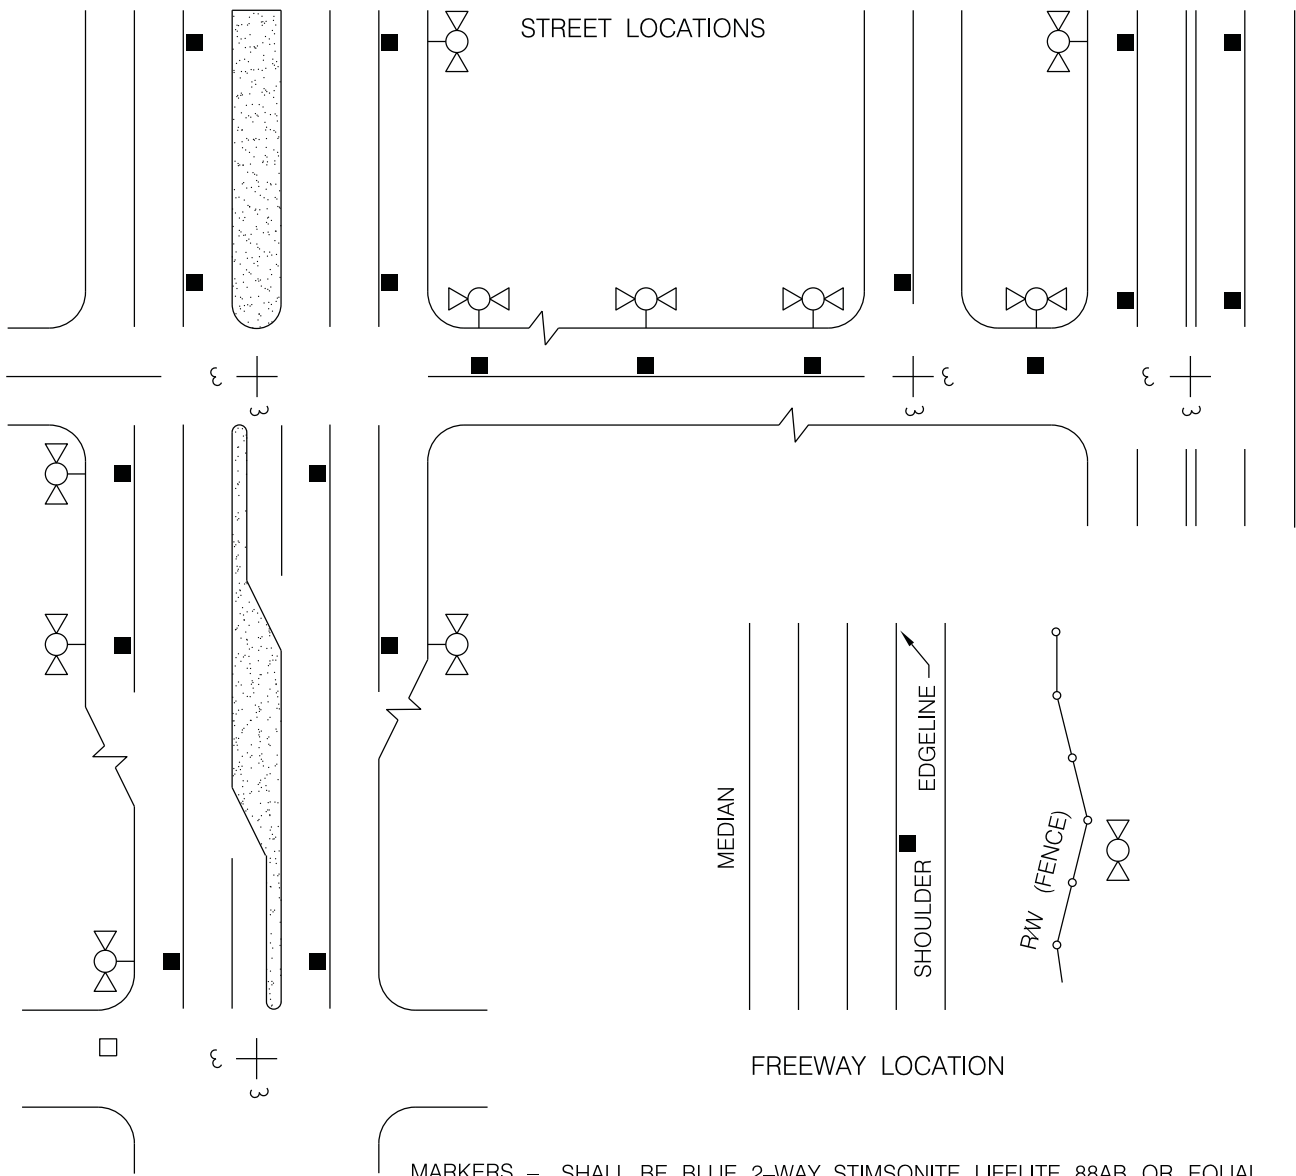 STREET LOCATIONS
EDGELINE
MEDIAN
SHOULDER
R/W (FENCE)
FREEWAY LOCATION
MARKERS – SHALL BE BLUE 2–WAY STIMSONITE LIFELITE 88AB OR EQUAL